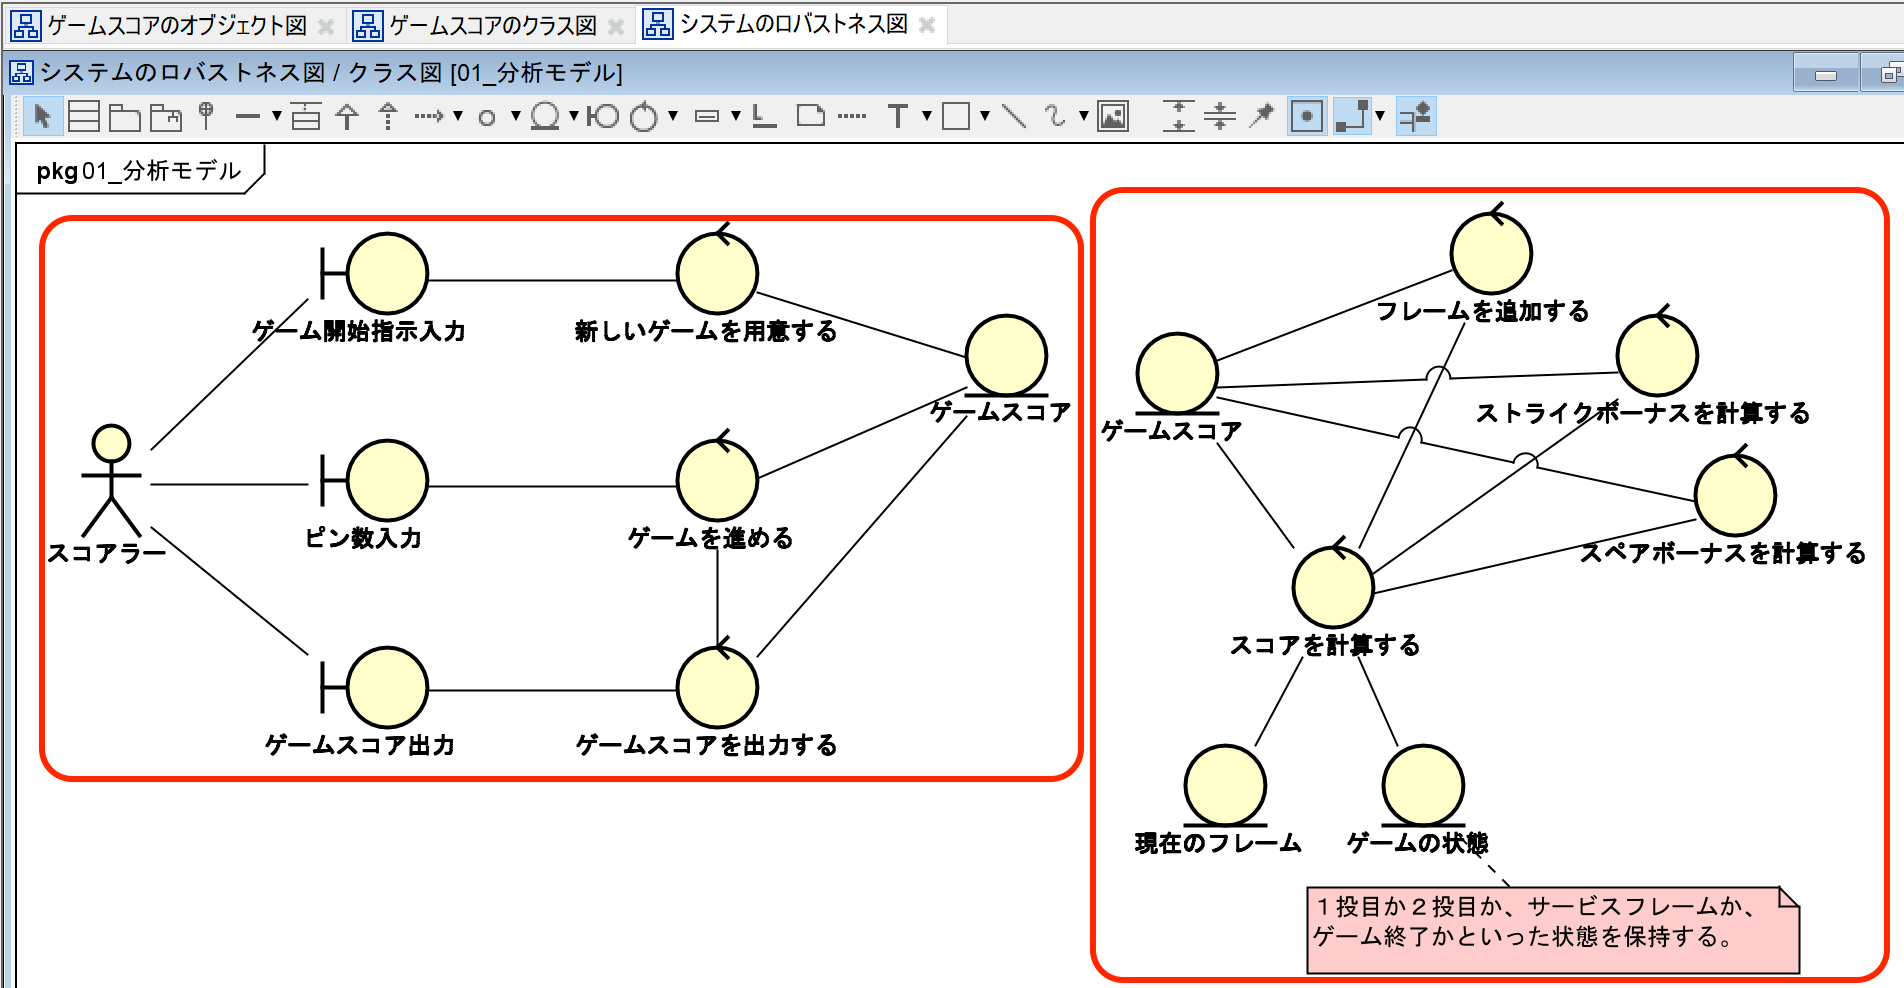 ゲームスコアのオブジェクト図
ゲームスコアのクラス図
システムのロバストネス図
システムのロバストネス図 / クラス図 [01_分析モデル]
pkg 01_分析モデル
ゲーム開始指示入力
新しいゲームを用意する
ゲームスコア
スコアラー
ピン数入力
ゲームを進める
ゲームスコア出力
ゲームスコアを出力する
フレームを追加する
ストライクボーナスを計算する
ゲームスコア
スペアボーナスを計算する
スコアを計算する
現在のフレーム
ゲームの状態
１投目か２投目か、サービスフレームか、
ゲーム終了かといった状態を保持する。